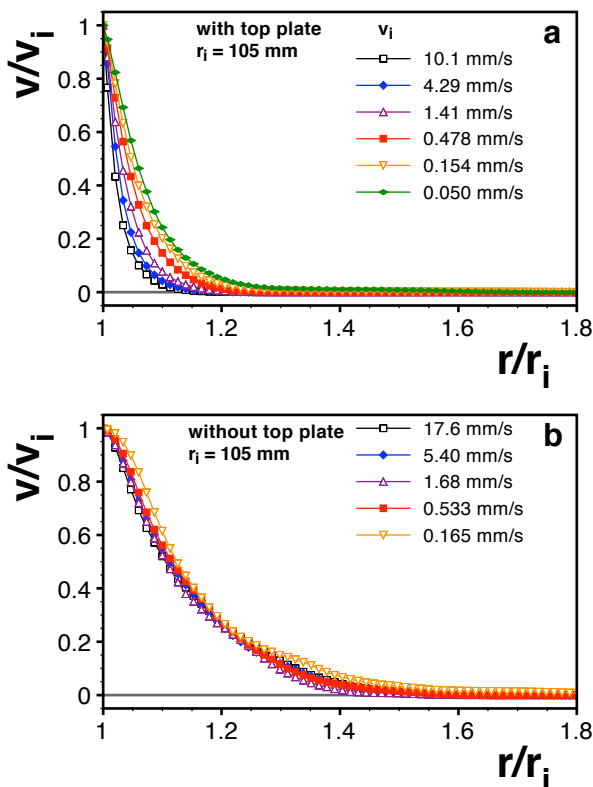 a
with top plate
r_i = 105 mm
v_i
10.1 mm/s
4.29 mm/s
1.41 mm/s
0.478 mm/s
0.154 mm/s
0.050 mm/s
v/v_i
1
0.8
0.6
0.4
0.2
0
1 1.2 1.4 1.6 1.8
r/r_i
b
without top plate
r_i = 105 mm
17.6 mm/s
5.40 mm/s
1.68 mm/s
0.533 mm/s
0.165 mm/s
v/v_i
1
0.8
0.6
0.4
0.2
0
1 1.2 1.4 1.6 1.8
r/r_i